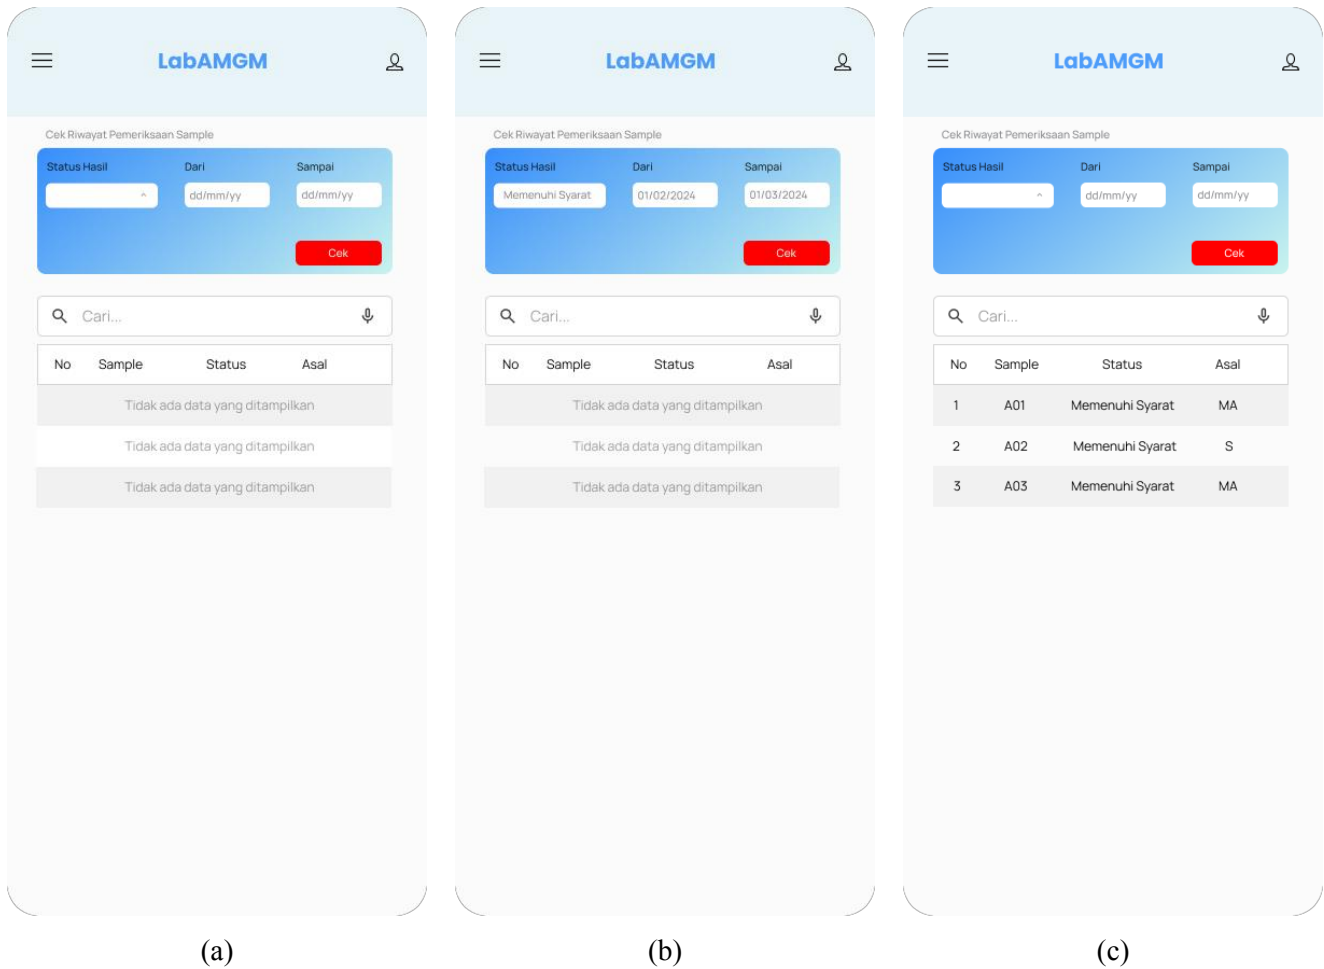 LabAMGM
Cek Riwayat Pemeriksaan Sample
Status Hasil Dari Sampai
dd/mm/yy dd/mm/yy
Cek
Cari...
No Sample Status Asal
Tidak ada data yang ditampilkan
Tidak ada data yang ditampilkan
Tidak ada data yang ditampilkan
(a)
LabAMGM
Cek Riwayat Pemeriksaan Sample
Status Hasil Dari Sampai
Memenuhi Syarat 01/02/2024 01/03/2024
Cek
Cari...
No Sample Status Asal
Tidak ada data yang ditampilkan
Tidak ada data yang ditampilkan
Tidak ada data yang ditampilkan
(b)
LabAMGM
Cek Riwayat Pemeriksaan Sample
Status Hasil Dari Sampai
dd/mm/yy dd/mm/yy
Cek
Cari...
No Sample Status Asal
1 A01 Memenuhi Syarat MA
2 A02 Memenuhi Syarat S
3 A03 Memenuhi Syarat MA
(c)